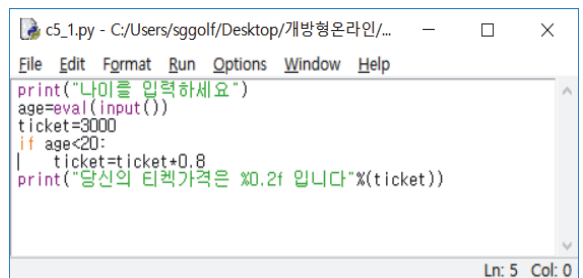 c5_1.py - C:/Users/sggolf/Desktop/개방형온라인/...
File Edit Format Run Options Window Help
print("나이를 입력하세요")
age=eval(input())
ticket=3000
if age<20:
    ticket=ticket*0.8
print("당신의 티켁가격은 %0.2f 입니다"%(ticket))
Ln: 5 Col: 0